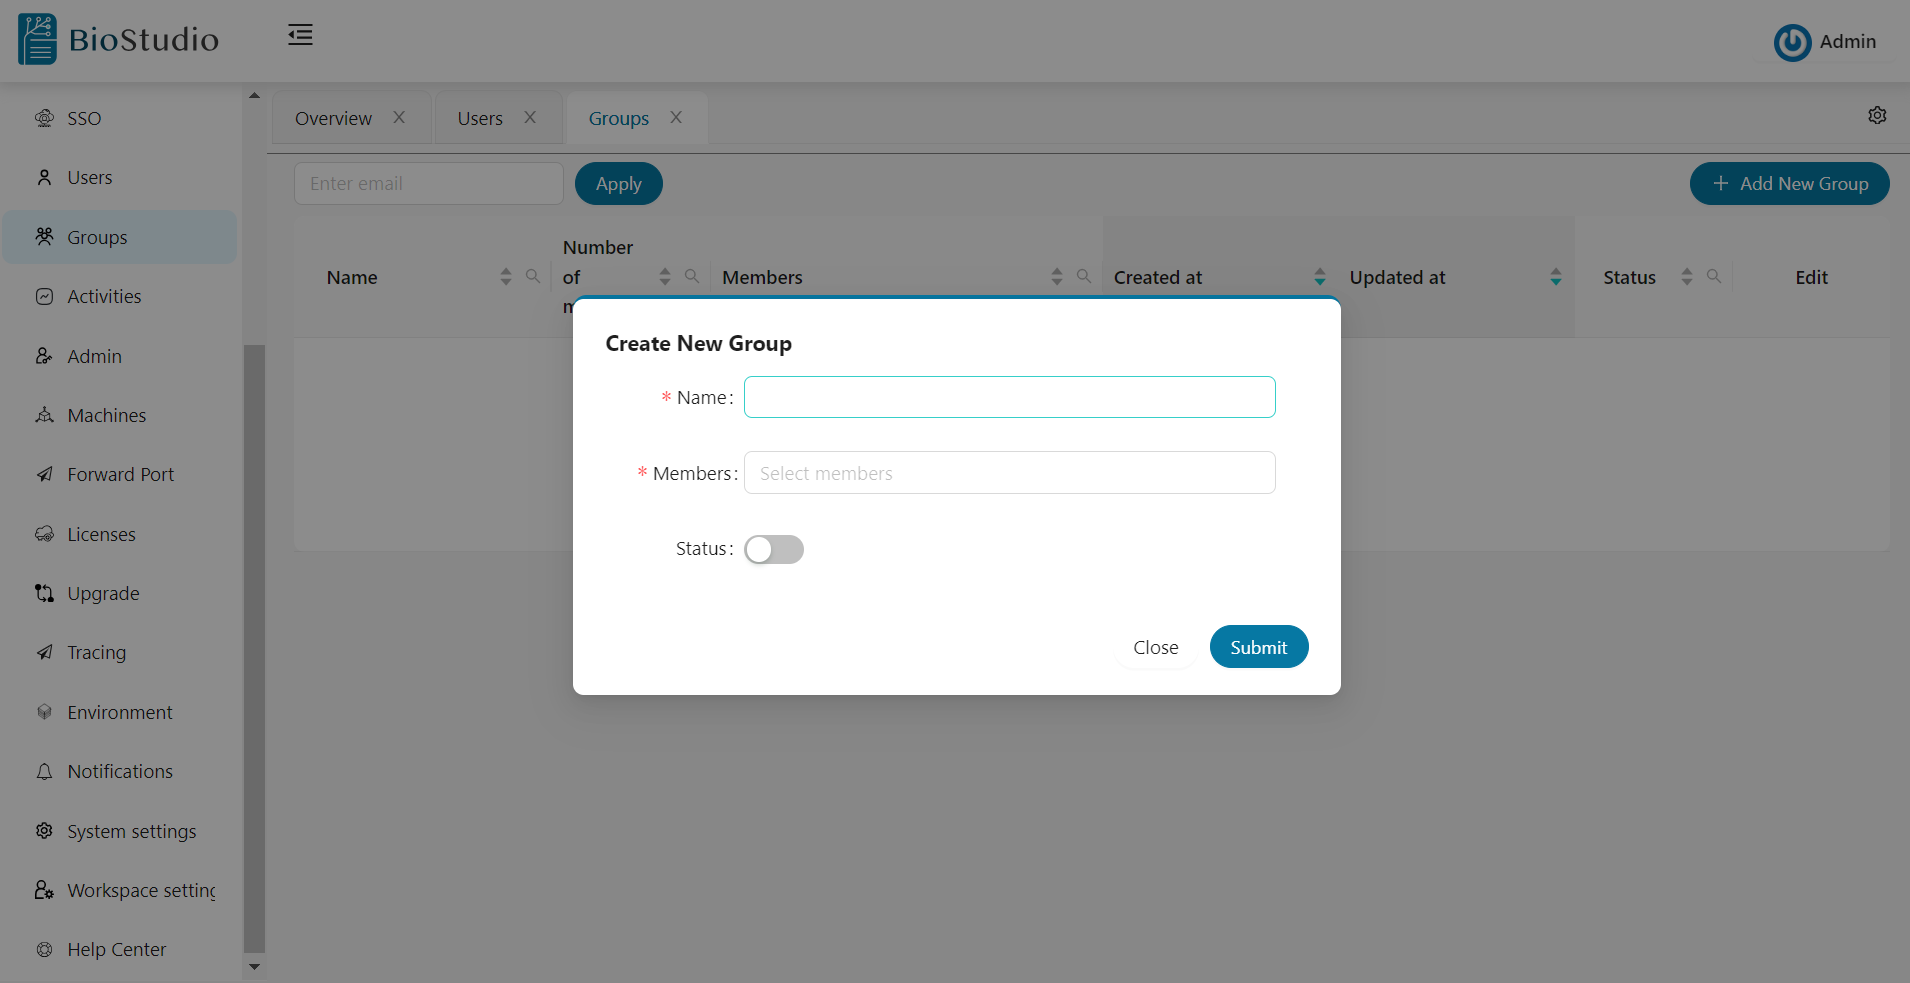 BioStudio
Admin
SSO
Users
Groups
Activities
Admin
Machines
Forward Port
Licenses
Upgrade
Tracing
Environment
Notifications
System settings
Workspace setting
Help Center
Overview X
Users X
Groups X
Enter email
Apply
+ Add New Group
Name
Number
of
m
Members
Created at
Updated at
Status
Edit
Create New Group
* Name:
* Members: Select members
Status:
Close
Submit